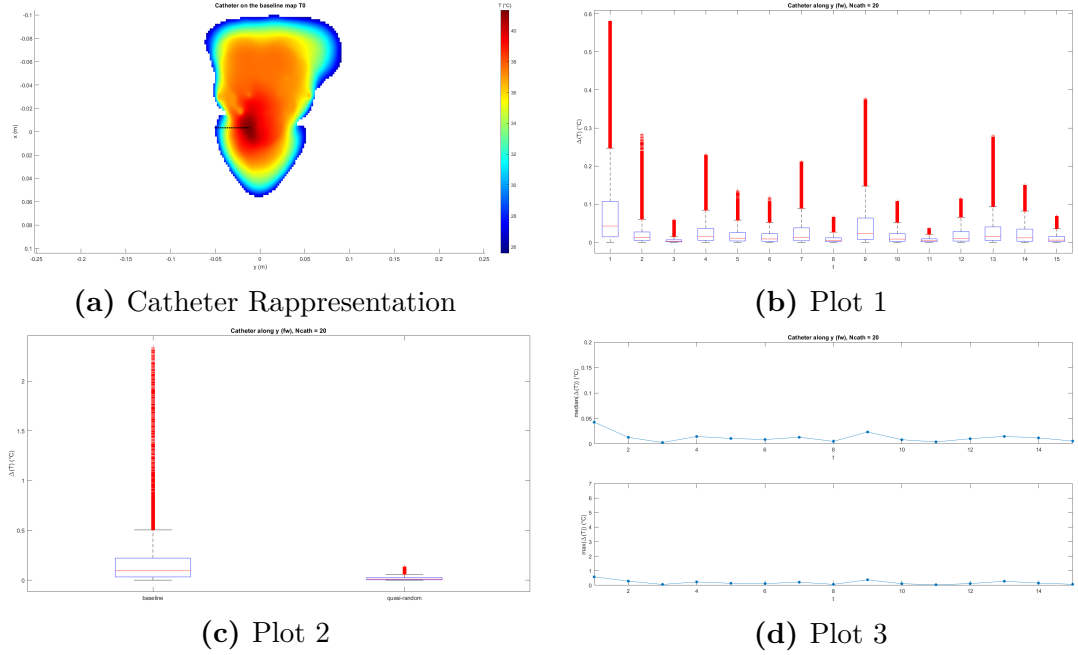 Catheter on the baseline map T0
T (°C)
-0.1
-0.08
-0.06
-0.04
-0.02
0
0.02
0.04
0.06
0.08
0.1
x (m)
-0.25 -0.2 -0.15 -0.1 -0.05 0 0.05 0.1 0.15 0.2 0.25
y (m)
40
38
36
34
32
30
28
26
(a) Catheter Rappresentation
Catheter along y (fw), Ncath = 20
0.6
0.5
0.4
0.3
0.2
0.1
0
Δ(T) (°C)
1 2 3 4 5 6 7 8 9 10 11 12 13 14 15
t
(b) Plot 1
Catheter along y (fw), Ncath = 20
2
1.5
1
0.5
0
Δ(T) (°C)
baseline quasi-random
(c) Plot 2
Catheter along y (fw), Ncath = 20
0.2
0.15
0.1
0.05
0
median(Δ(T)) (°C)
2 4 6 8 10 12 14
t
7
6
5
4
3
2
1
0
max(Δ(T)) (°C)
2 4 6 8 10 12 14
t
(d) Plot 3